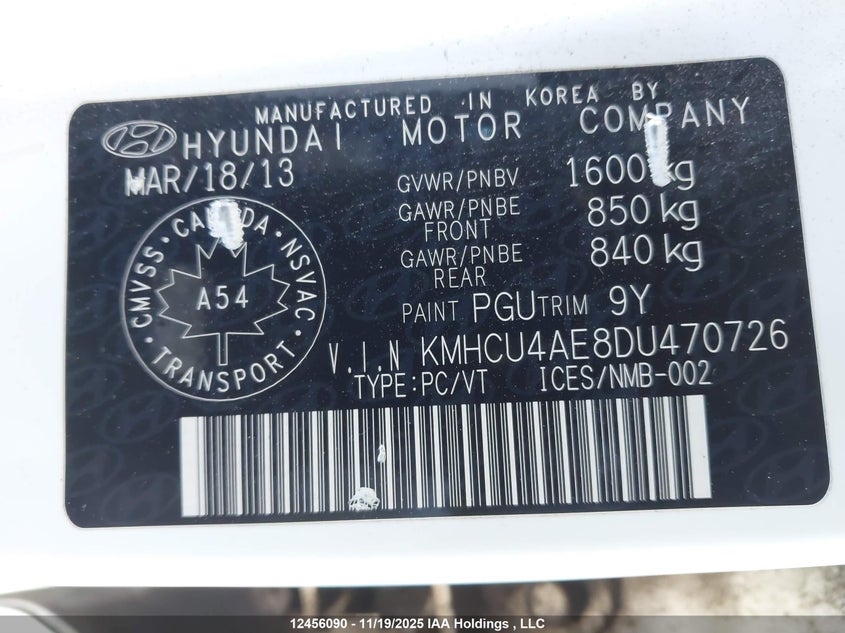 MANUFACTURED IN KOREA BY
HYUNDAI MOTOR COMPANY
MAR/18/13
GVWR/PNBV 1600 kg
GAWR/PNBE FRONT 850 kg
GAWR/PNBE REAR 840 kg
PAINT PGU TRIM 9Y
CMVSS · CANADA · NSVAC · TRANSPORT ·
A54
V.I.N KMHCU4AE8DU470726
TYPE:PC/VT ICES/NMB-002
12456090 - 11/19/2025 IAA Holdings , LLC